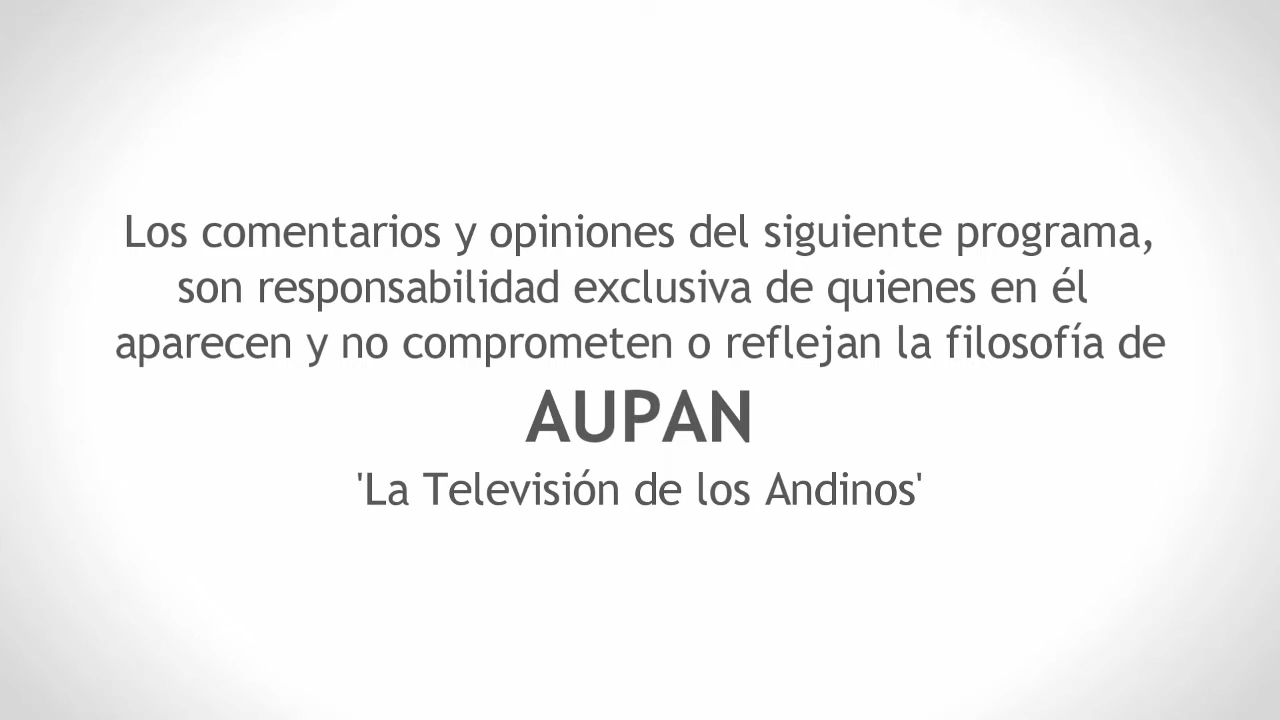 Los comentarios y opiniones del siguiente programa,
son responsabilidad exclusiva de quienes en él
aparecen y no comprometen o reflejan la filosofía de
AUPAN
'La Televisión de los Andinos'